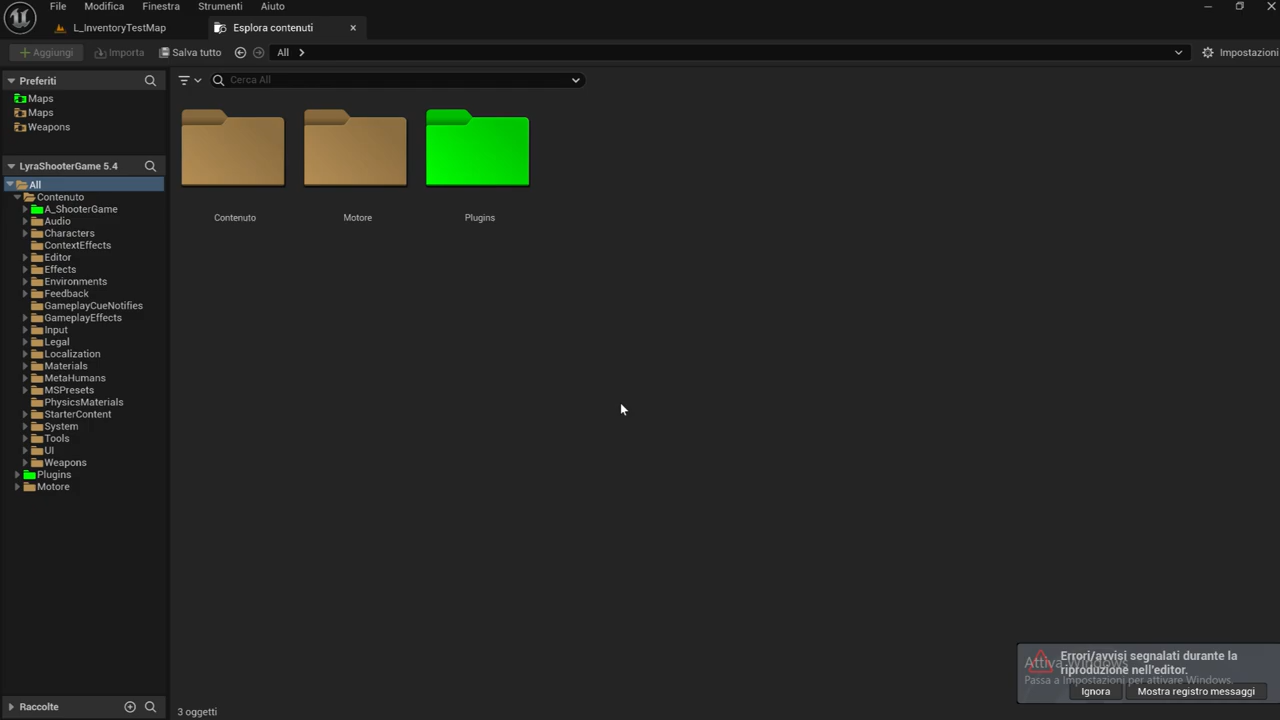 File Modifica Finestra Strumenti Aiuto
L_InventoryTestMap Esplora contenuti
Aggiungi Importa Salva tutto All Impostazioni
Preferiti
Cerca All
Maps
Maps
Weapons
LyraShooterGame 5.4
All
Contenuto
A_ShooterGame
Audio
Characters
ContextEffects
Editor
Effects
Environments
Feedback
GameplayCueNotifies
GameplayEffects
Input
Legal
Localization
Materials
MetaHumans
MSPresets
PhysicsMaterials
StarterContent
System
Tools
UI
Weapons
Plugins
Motore
Contenuto Motore Plugins
Errori/avvisi segnalati durante la
riproduzione nell'editor.
Attiva Windows
Passa a Impostazioni per attivare Windows.
Ignora Mostra registro messaggi
Raccolte
3 oggetti